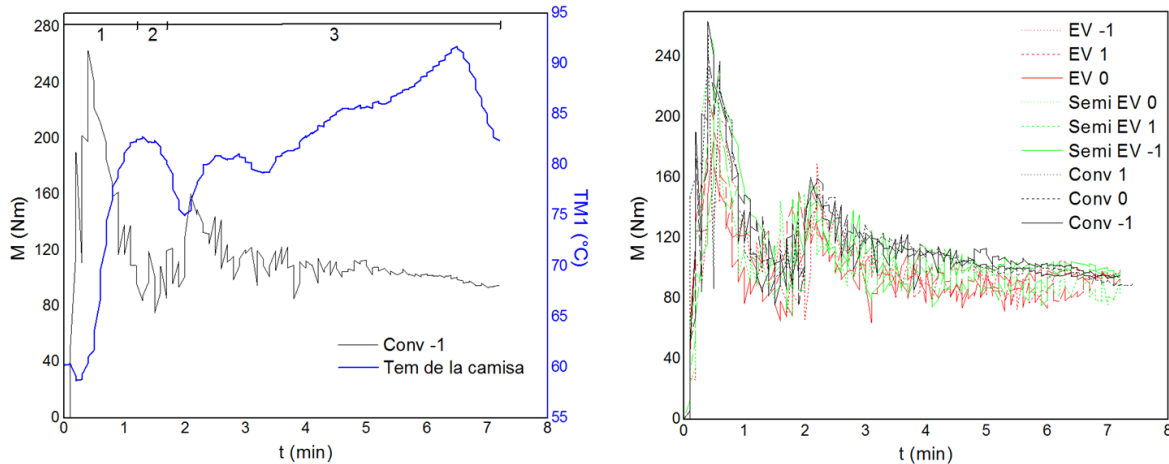 1 2 3
M (Nm)
280
240
200
160
120
80
40
0
95
90
85
80
75
70
65
60
55
TM1 (°C)
Conv -1
Tem de la camisa
0 1 2 3 4 5 6 7 8
t (min)
M (Nm)
240
200
160
120
80
40
0
EV -1
EV 1
EV 0
Semi EV 0
Semi EV 1
Semi EV -1
Conv 1
Conv 0
Conv -1
0 1 2 3 4 5 6 7 8
t (min)